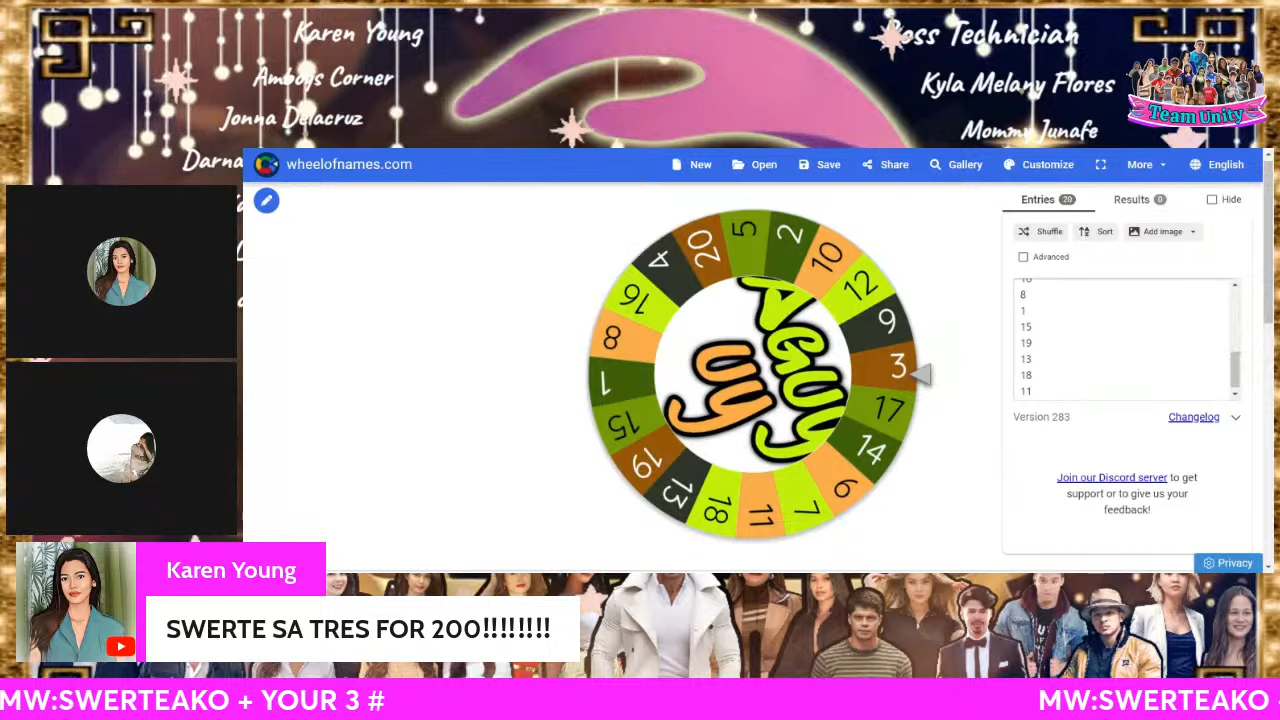 Karen Young
Amboys Corner
Jonna Delacruz
Darna
Boss Technician
Kyla Melany Flores
Mommy Junafe
Team Unity
wheelofnames.com
New
Open
Save
Share
Gallery
Customize
More
English
Entries 20
Results 0
Hide
Shuffle
Sort
Add image
Advanced
8
1
15
19
13
18
11
Version 283
Changelog
Join our Discord server to get
support or to give us your
feedback!
Privacy
5
2
10
12
9
3
17
14
6
7
11
18
13
19
15
1
8
16
4
20
AGuyy
uy
Karen Young
SWERTE SA TRES FOR 200!!!!!!!!
MW:SWERTEAKO + YOUR 3 #
MW:SWERTEAKO